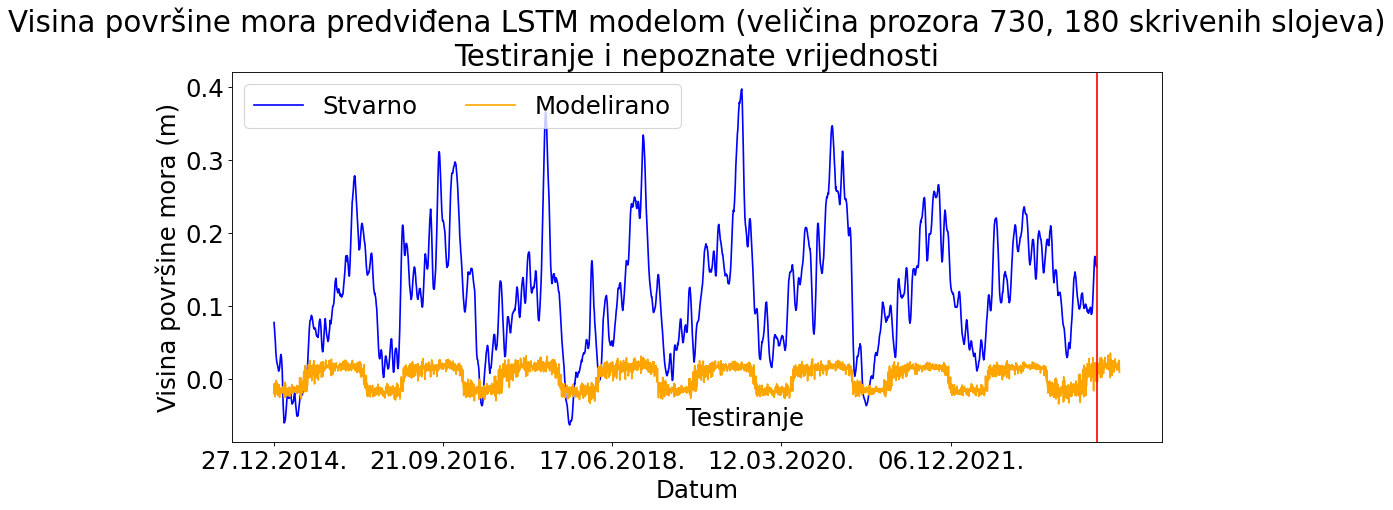 Visina površine mora predviđena LSTM modelom (veličina prozora 730, 180 skrivenih slojeva)
Testiranje i nepoznate vrijednosti
Stvarno Modelirano
Visina površine mora (m)
0.4
0.3
0.2
0.1
0.0
Testiranje
27.12.2014. 21.09.2016. 17.06.2018. 12.03.2020. 06.12.2021.
Datum